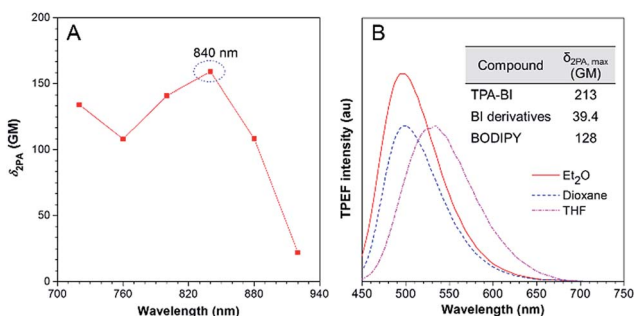 A
840 nm
200
150
100
50
0
δ2PA (GM)
700 760 820 880 940
Wavelength (nm)
B
Compound δ2PA, max (GM)
TPA-BI 213
BI derivatives 39.4
BODIPY 128
Et2O
Dioxane
THF
TPEF intensity (au)
450 500 550 600 650 700 750
Wavelength (nm)